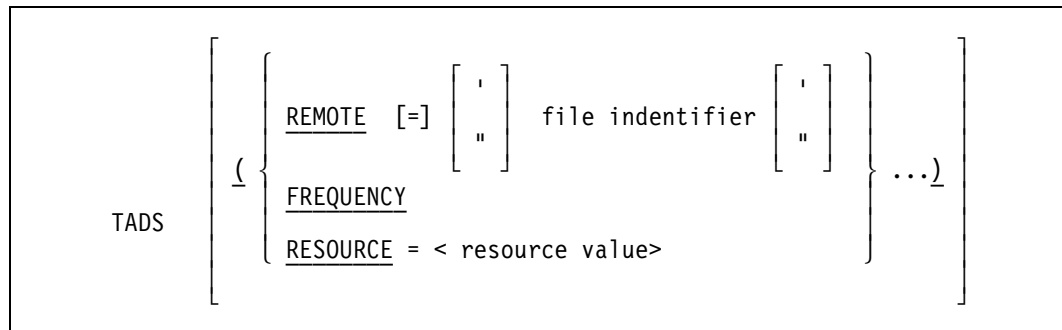 ' '
REMOTE [=] file indentifier
" "
( ...)
FREQUENCY
TADS
RESOURCE = < resource value>